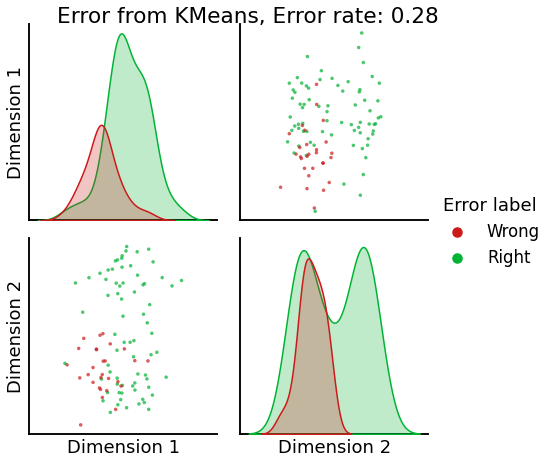 Error from KMeans, Error rate: 0.28
Dimension 1
Error label
Wrong
Right
Dimension 2
Dimension 1
Dimension 2